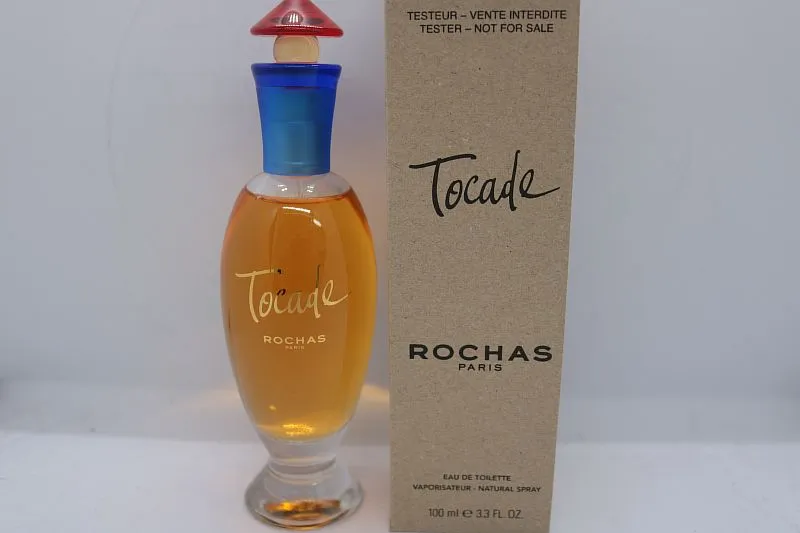 Tocade
ROCHAS
PARIS
TESTEUR – VENTE INTERDITE
TESTER – NOT FOR SALE
Tocade
ROCHAS
PARIS
EAU DE TOILETTE
VAPORISATEUR - NATURAL SPRAY
100 ml ℮ 3.3 FL. OZ.